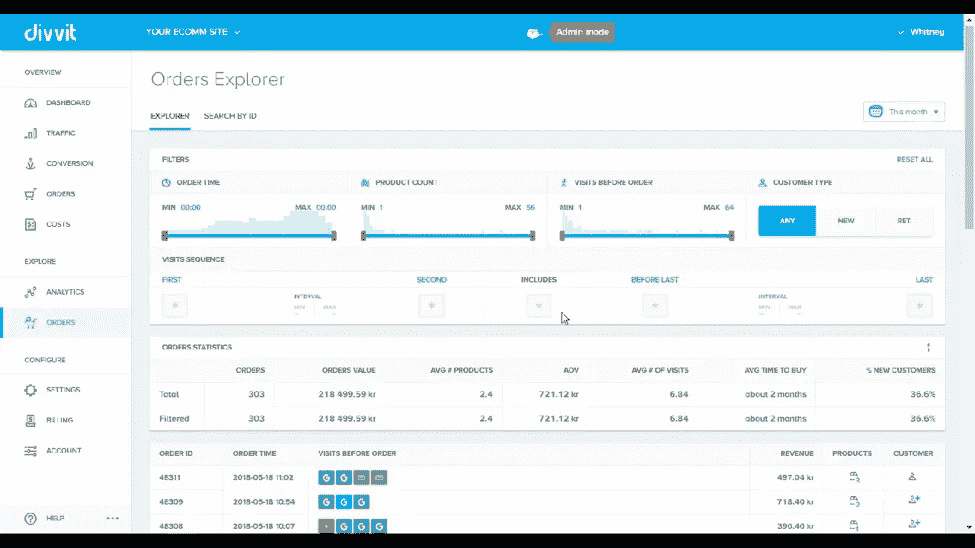 divvit
YOUR ECOMM SITE
Admin mode
Whitney
OVERVIEW
DASHBOARD
TRAFFIC
CONVERSION
ORDERS
COSTS
EXPLORE
ANALYTICS
ORDERS
CONFIGURE
SETTINGS
BILLING
ACCOUNT
HELP
Orders Explorer
EXPLORER SEARCH BY ID
This month
FILTERS RESET ALL
ORDER TIME PRODUCT COUNT VISITS BEFORE ORDER CUSTOMER TYPE
MIN 00:00 MAX 00:00 MIN 1 MAX 56 MIN 1 MAX 64
ANY NEW RET.
VISITS SEQUENCE
FIRST SECOND INCLUDES BEFORE LAST LAST
INTERVAL INTERVAL
MIN MAX MIN MAX
ORDERS STATISTICS
ORDERS ORDERS VALUE AVG # PRODUCTS AOV AVG # OF VISITS AVG TIME TO BUY % NEW CUSTOMERS
Total 303 218 499.59 kr 2.4 721.12 kr 6.84 about 2 months 36.6%
Filtered 303 218 499.59 kr 2.4 721.12 kr 6.84 about 2 months 36.6%
ORDER ID ORDER TIME VISITS BEFORE ORDER REVENUE PRODUCTS CUSTOMER
48311 2018-05-18 11:02 G G 497.04 kr 3
48309 2018-05-18 10:54 G G G 718.40 kr 3
48308 2018-05-18 10:07 G G G 390.40 kr 1